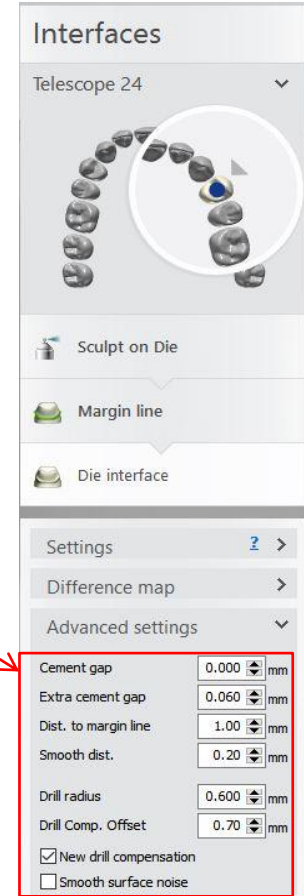 Interfaces
Telescope 24
Sculpt on Die
Margin line
Die interface
Settings ?
Difference map
Advanced settings
Cement gap 0.000 mm
Extra cement gap 0.060 mm
Dist. to margin line 1.00 mm
Smooth dist. 0.20 mm
Drill radius 0.600 mm
Drill Comp. Offset 0.70 mm
New drill compensation
Smooth surface noise